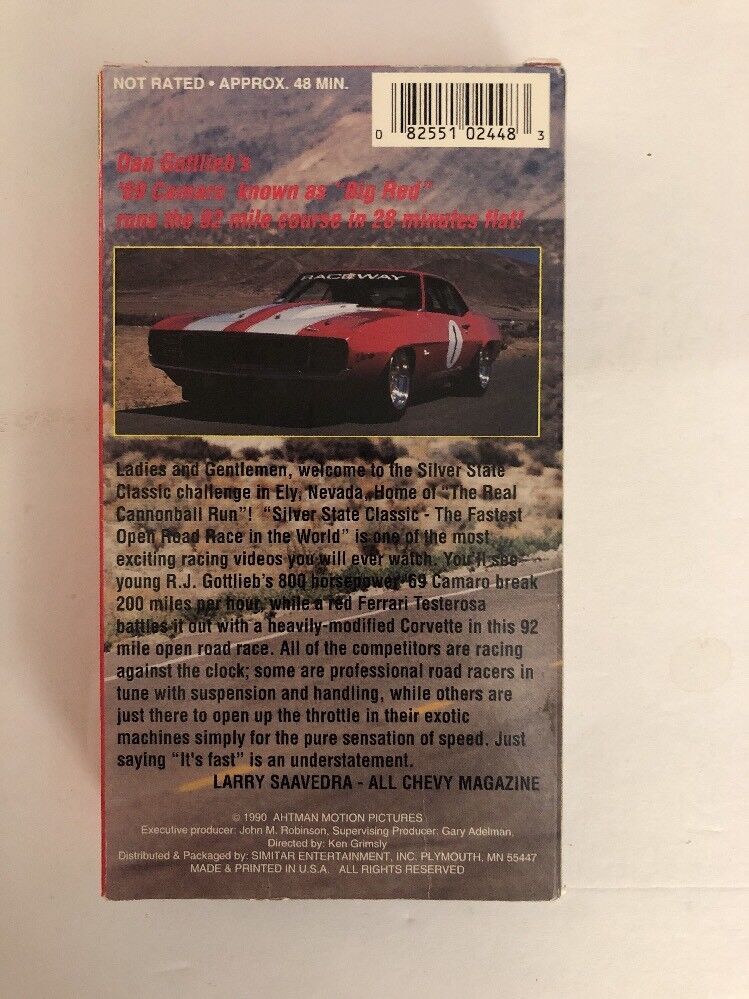 NOT RATED • APPROX. 48 MIN.
0 82551 02448 3
Dan Gottlieb's
'69 Camaro known as "Big Red"
runs the 92 mile course in 28 minutes flat!
RACEWAY
Ladies and Gentlemen, welcome to the Silver State
Classic challenge in Ely, Nevada, Home of "The Real
Cannonball Run"! "Silver State Classic - The Fastest
Open Road Race in the World" is one of the most
exciting racing videos you will ever watch. You'll see
young R.J. Gottlieb's 800 horsepower '69 Camaro break
200 miles per hour, while a red Ferrari Testerosa
battles it out with a heavily-modified Corvette in this 92
mile open road race. All of the competitors are racing
against the clock; some are professional road racers in
tune with suspension and handling, while others are
just there to open up the throttle in their exotic
machines simply for the pure sensation of speed. Just
saying "It's fast" is an understatement.
LARRY SAAVEDRA - ALL CHEVY MAGAZINE
© 1990 AHTMAN MOTION PICTURES
Executive producer: John M. Robinson, Supervising Producer: Gary Adelman,
Directed by: Ken Grimsly
Distributed & Packaged by: SIMITAR ENTERTAINMENT, INC. PLYMOUTH, MN 55447
MADE & PRINTED IN U.S.A. ALL RIGHTS RESERVED